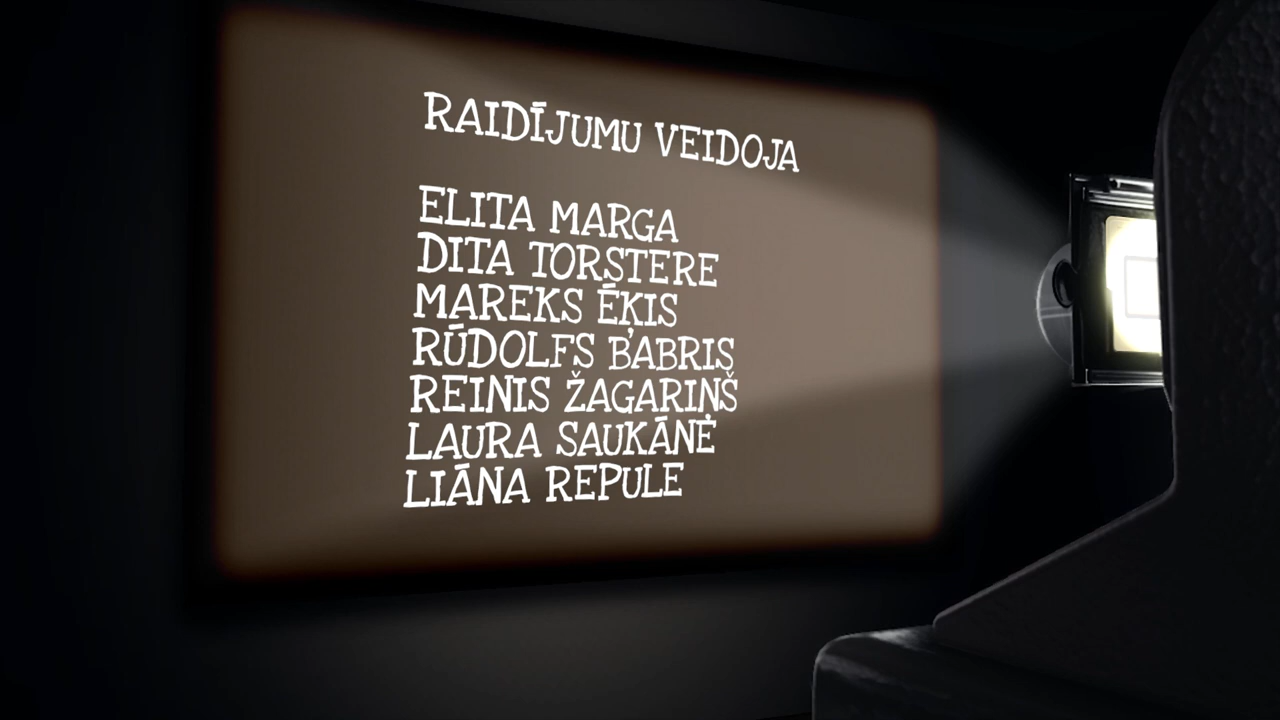 RAIDĪJUMU VEIDOJA
ELITA MARGA
DITA TORSTERE
MAREKS ĒĶIS
RŪDOLFS BABRIS
REINIS ŽAGARIŅŠ
LAURA SAUKĀNE
LIĀNA REPULE